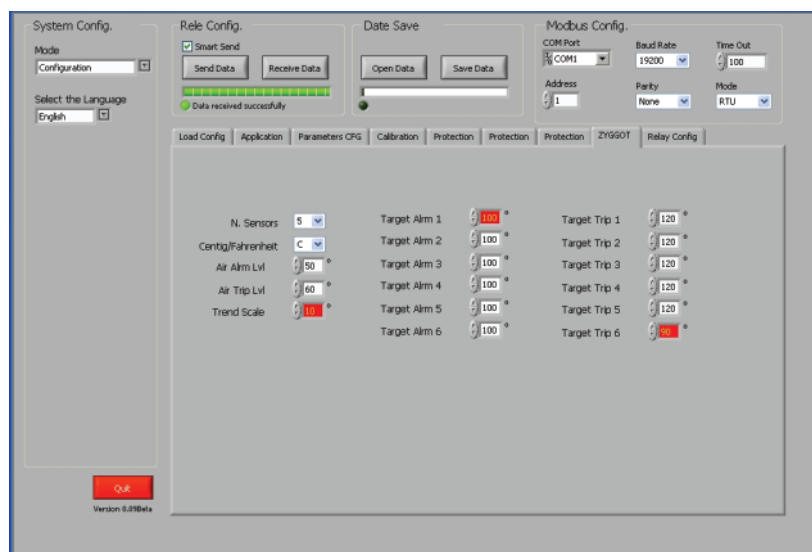 System Config.
Mode
Configuration
Select the Language
English
Rele Config.
Smart Send
Send Data
Receive Data
Data received successfully
Date Save
Open Data
Save Data
Modbus Config.
COM Port
COM1
Baud Rate
19200
Time Out
100
Address
1
Parity
None
Mode
RTU
Load Config
Application
Parameters CFG
Calibration
Protection
Protection
Protection
ZYGGOT
Relay Config
N. Sensors 5
Centig/Fahrenheit C
Air Alrm Lvl 50 °
Air Trip Lvl 60 °
Trend Scale 10 °
Target Alrm 1 100 °
Target Alrm 2 100 °
Target Alrm 3 100 °
Target Alrm 4 100 °
Target Alrm 5 100 °
Target Alrm 6 100 °
Target Trip 1 120 °
Target Trip 2 120 °
Target Trip 3 120 °
Target Trip 4 120 °
Target Trip 5 120 °
Target Trip 6 90 °
Quit
Version 0.89Beta